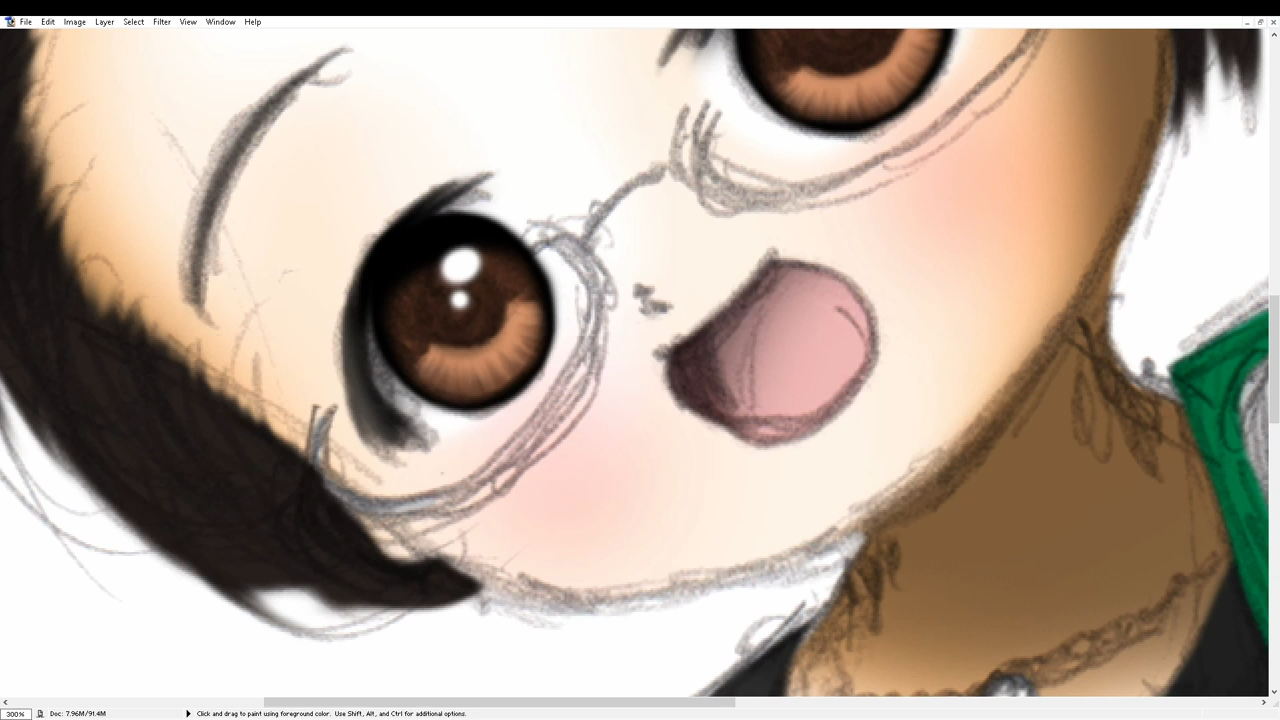 File Edit Image Layer Select Filter View Window Help
300% Doc: 7.96M/91.4M Click and drag to paint using foreground color. Use Shift, Alt, and Ctrl for additional options.